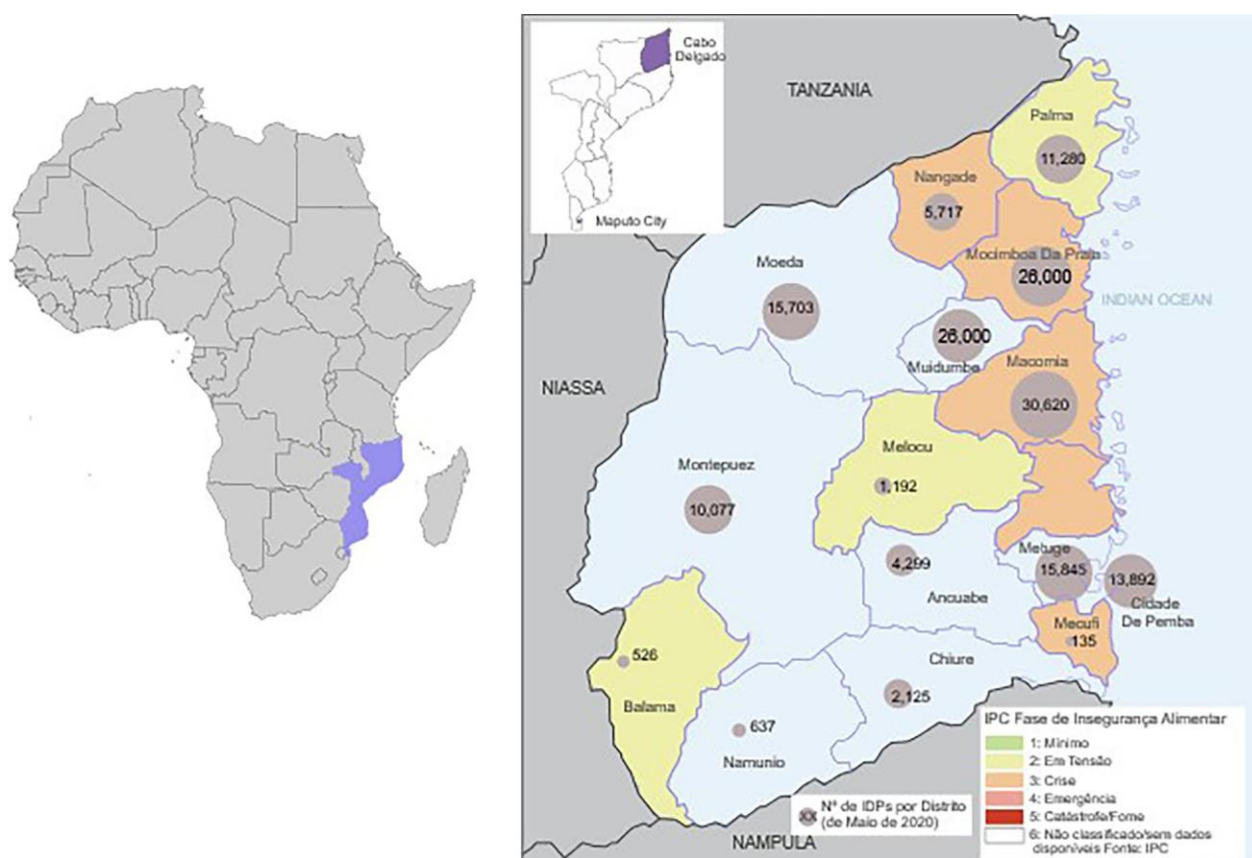 Cabo
Delgado
Maputo City
TANZANIA
Palma
11,280
Nangade
5,717
Mocimboa Da Praia
26,000
INDIAN OCEAN
Moeda
15,703
26,000
Muidumbe
Macomia
30,620
NIASSA
Melocu
1,192
Montepuez
10,077
Metuge
15,845
13,892
Cidade
De Pemba
4,299
Ancuabe
Mecufi
135
526
Balama
Chiure
2,125
637
Namunio
NAMPULA
XX Nº de IDPs por Distrito
(de Maio de 2020)
IPC Fase de Insegurança Alimentar
1: Mínimo
2: Em Tensão
3: Crise
4: Emergência
5: Catástrofe/Fome
6: Não classificado/sem dados
disponíveis Fonte: IPC